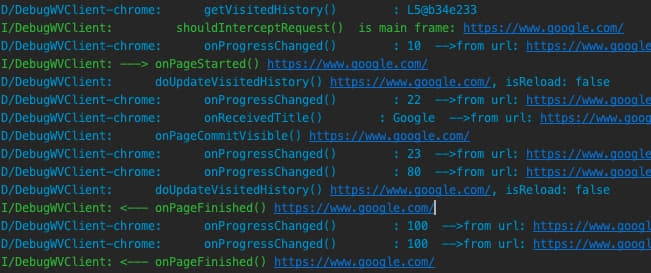 D/DebugWVClient-chrome: getVisitedHistory() : L5@b34e233
I/DebugWVClient: shouldInterceptRequest() is main frame: https://www.google.com/
D/DebugWVClient-chrome: onProgressChanged() : 10 -->from url: https://www.google
I/DebugWVClient: ---> onPageStarted() https://www.google.com/
D/DebugWVClient: doUpdateVisitedHistory() https://www.google.com/, isReload: false
D/DebugWVClient-chrome: onProgressChanged() : 22 -->from url: https://www.google
D/DebugWVClient-chrome: onReceivedTitle() : Google -->from url: https://www.google
D/DebugWVClient: onPageCommitVisible() https://www.google.com/
D/DebugWVClient-chrome: onProgressChanged() : 23 -->from url: https://www.google
D/DebugWVClient-chrome: onProgressChanged() : 80 -->from url: https://www.google
D/DebugWVClient: doUpdateVisitedHistory() https://www.google.com/, isReload: false
I/DebugWVClient: <--- onPageFinished() https://www.google.com/
D/DebugWVClient-chrome: onProgressChanged() : 100 -->from url: https://www.goog
D/DebugWVClient-chrome: onProgressChanged() : 100 -->from url: https://www.goog
I/DebugWVClient: <--- onPageFinished() https://www.google.com/